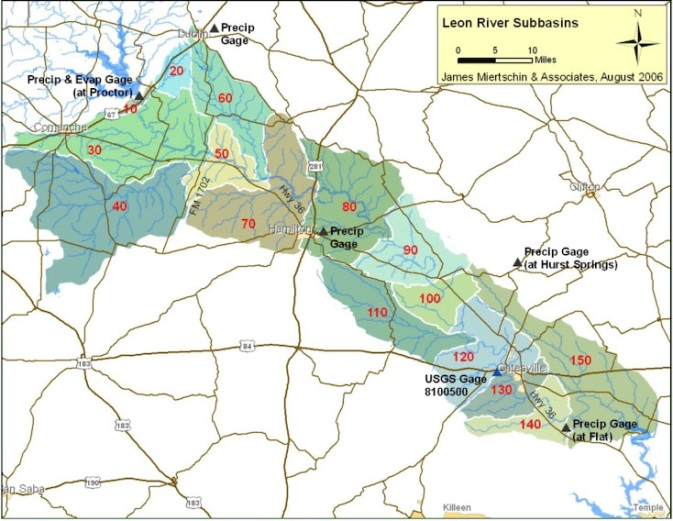 Leon River Subbasins
0 5 10
Miles
James Miertschin & Associates, August 2006
N
Precip
Gage
Dublin
Precip & Evap Gage
(at Proctor)
20
10
60
67
Comanche
30
50
281
40
FM 1702
Hwy 36
80
Clifton
70
Hamilton
Precip
Gage
90
Precip Gage
(at Hurst Springs)
100
110
84
183
120
150
Gatesville
USGS Gage
8100500
130
Hwy 36
140
Precip Gage
(at Flat)
183
190
San Saba
183
Killeen
Temple